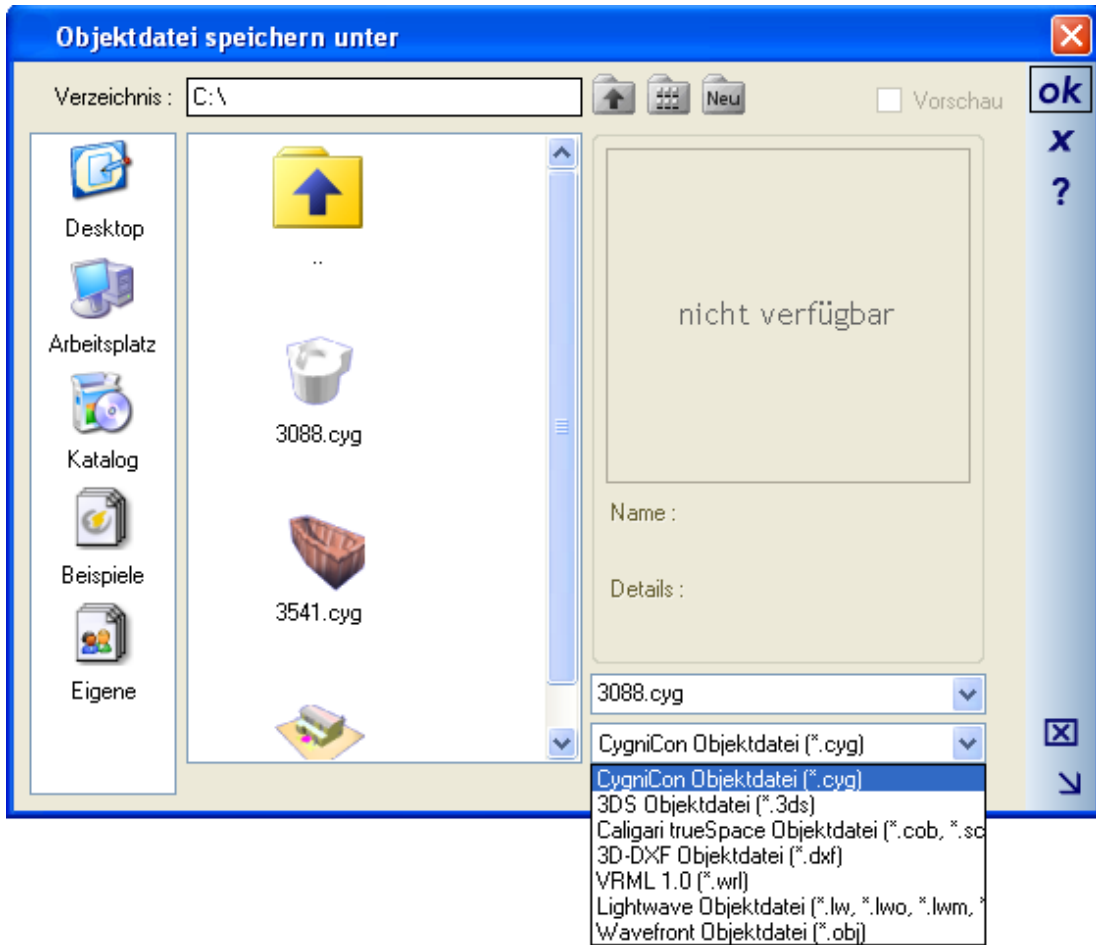 Objektdatei speichern unter
Verzeichnis : C:\ Neu Vorschau ok
x
?
Desktop
Arbeitsplatz
Katalog
Beispiele
Eigene
..
3088.cyg
3541.cyg
nicht verfügbar
Name :
Details :
3088.cyg
CygniCon Objektdatei (*.cyg)
CygniCon Objektdatei (*.cyg)
3DS Objektdatei (*.3ds)
Caligari trueSpace Objektdatei (*.cob, *.sc
3D-DXF Objektdatei (*.dxf)
VRML 1.0 (*.wrl)
Lightwave Objektdatei (*.lw, *.lwo, *.lwm, *
Wavefront Objektdatei (*.obj)